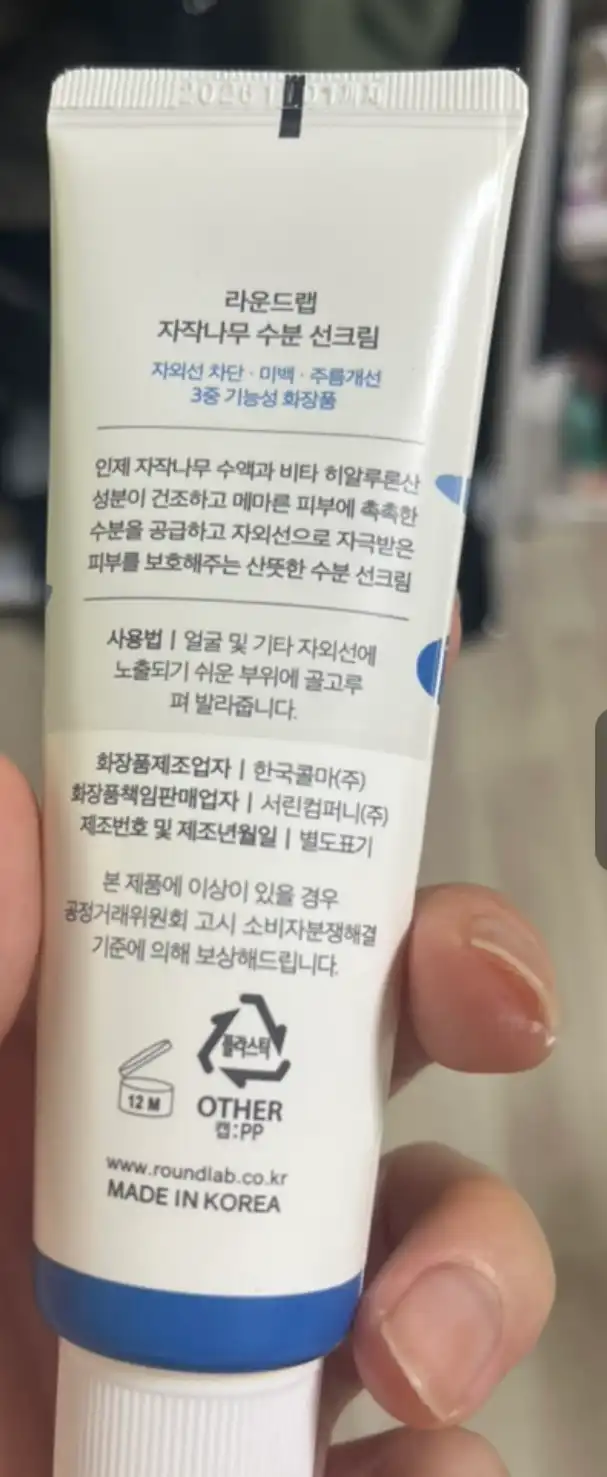 라운드랩
자작나무 수분 선크림
자외선 차단 · 미백 · 주름개선
3중 기능성 화장품
인제 자작나무 수액과 비타 히알루론산
성분이 건조하고 메마른 피부에 촉촉한
수분을 공급하고 자외선으로 자극받은
피부를 보호해주는 산뜻한 수분 선크림
사용법 | 얼굴 및 기타 자외선에
노출되기 쉬운 부위에 골고루
펴 발라줍니다.
화장품제조업자 | 한국콜마(주)
화장품책임판매업자 | 서린컴퍼니(주)
제조번호 및 제조년월일 | 별도표기
본 제품에 이상이 있을 경우
공정거래위원회 고시 소비자분쟁해결
기준에 의해 보상해드립니다.
플라스틱
12 M
OTHER
캡:PP
www.roundlab.co.kr
MADE IN KOREA